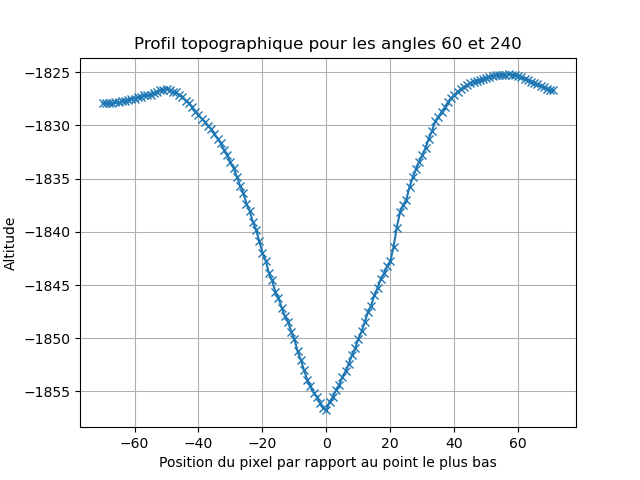 Profil topographique pour les angles 60 et 240
−1825
−1830
−1835
−1840
−1845
−1850
−1855
Altitude
−60 −40 −20 0 20 40 60
Position du pixel par rapport au point le plus bas